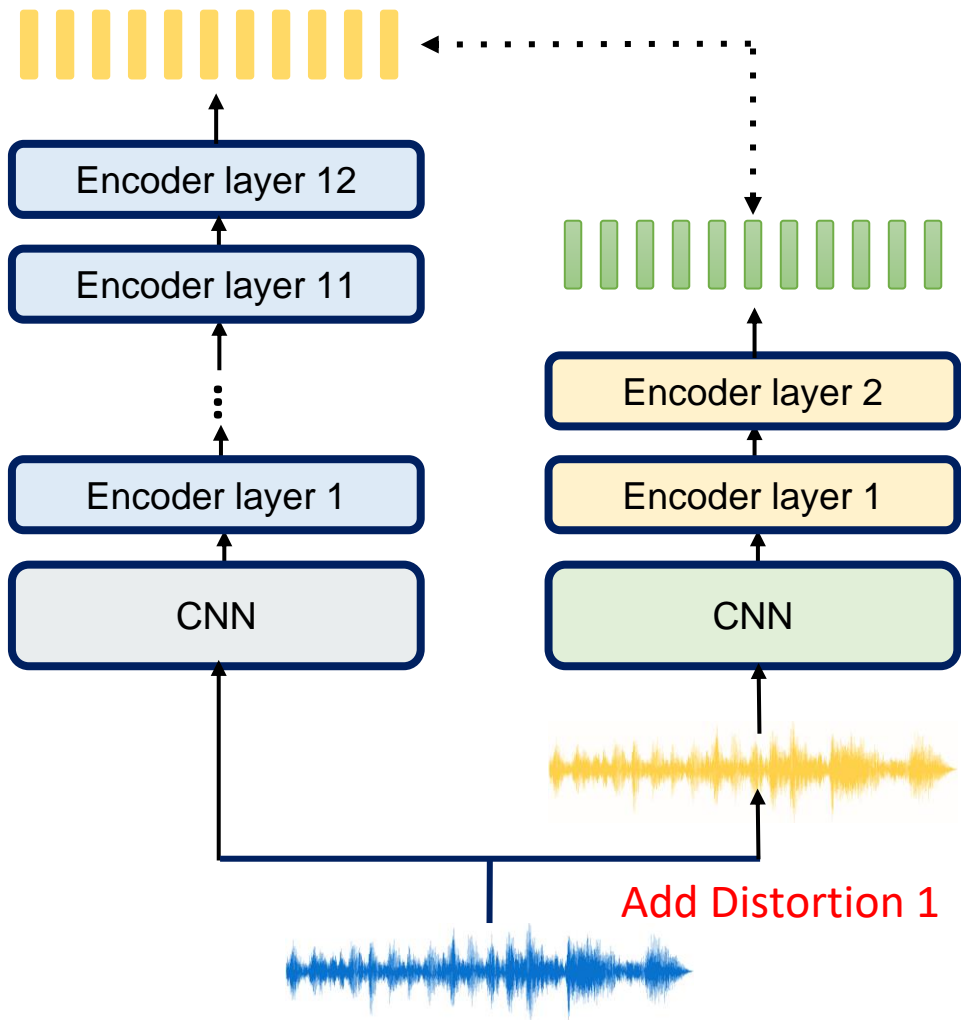 Encoder layer 12
Encoder layer 11
Encoder layer 1
CNN
Encoder layer 2
Encoder layer 1
CNN
Add Distortion 1